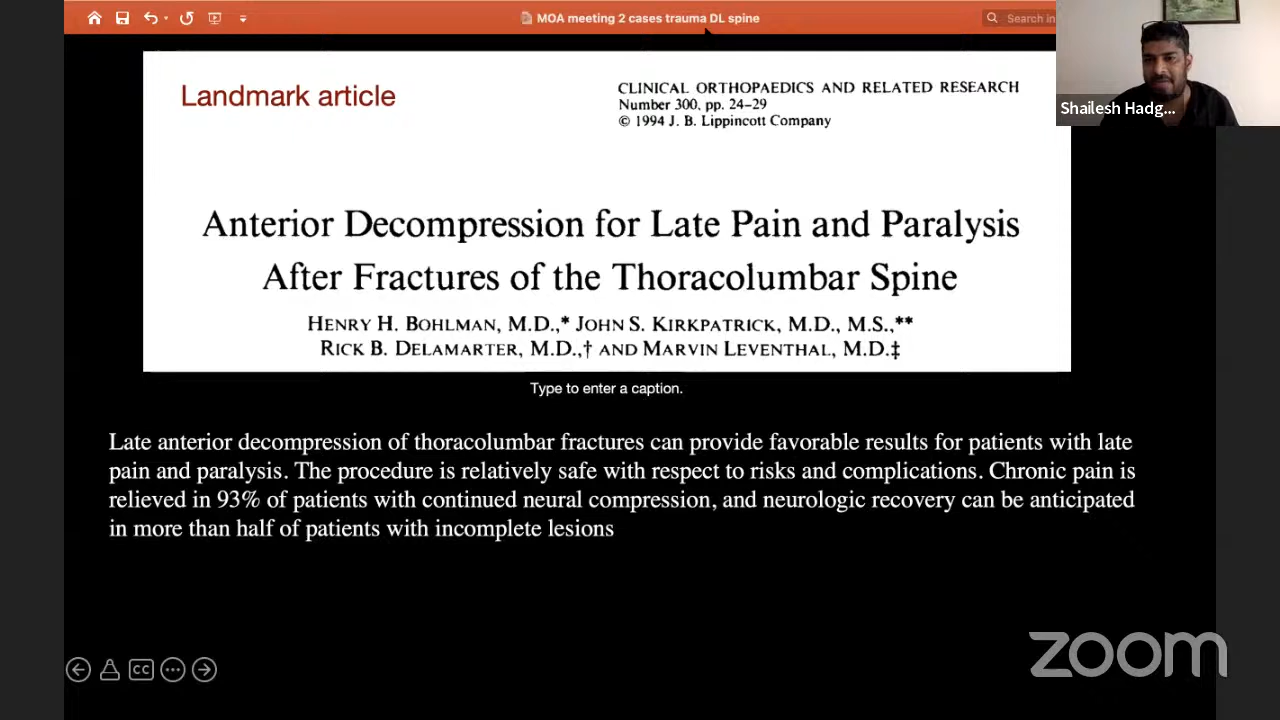 MOA meeting 2 cases trauma DL spine
Search in
Shailesh Hadg...
Landmark article
CLINICAL ORTHOPAEDICS AND RELATED RESEARCH
Number 300, pp. 24–29
© 1994 J. B. Lippincott Company
Anterior Decompression for Late Pain and Paralysis
After Fractures of the Thoracolumbar Spine
HENRY H. BOHLMAN, M.D.,* JOHN S. KIRKPATRICK, M.D., M.S.,**
RICK B. DELAMARTER, M.D.,† AND MARVIN LEVENTHAL, M.D.‡
Type to enter a caption.
Late anterior decompression of thoracolumbar fractures can provide favorable results for patients with late
pain and paralysis. The procedure is relatively safe with respect to risks and complications. Chronic pain is
relieved in 93% of patients with continued neural compression, and neurologic recovery can be anticipated
in more than half of patients with incomplete lesions
CC
zoom